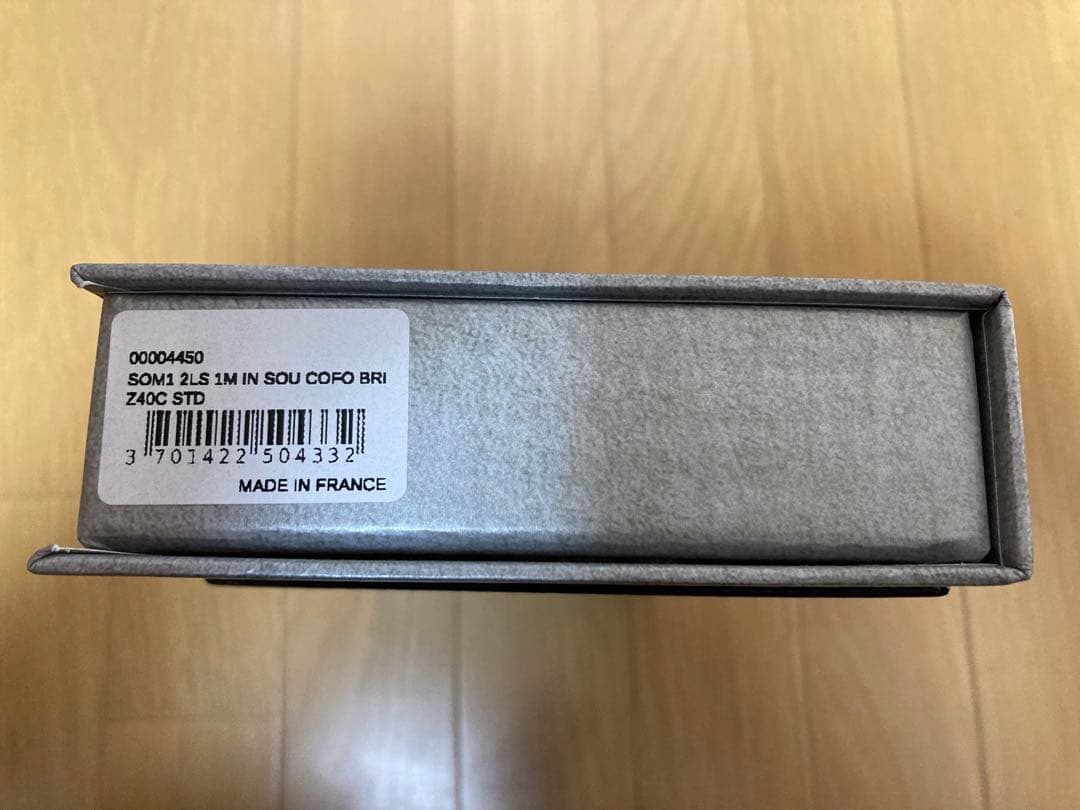 00004450
SOM1 2LS 1M IN SOU COFO BRI
Z40C STD
3 701422 504332
MADE IN FRANCE